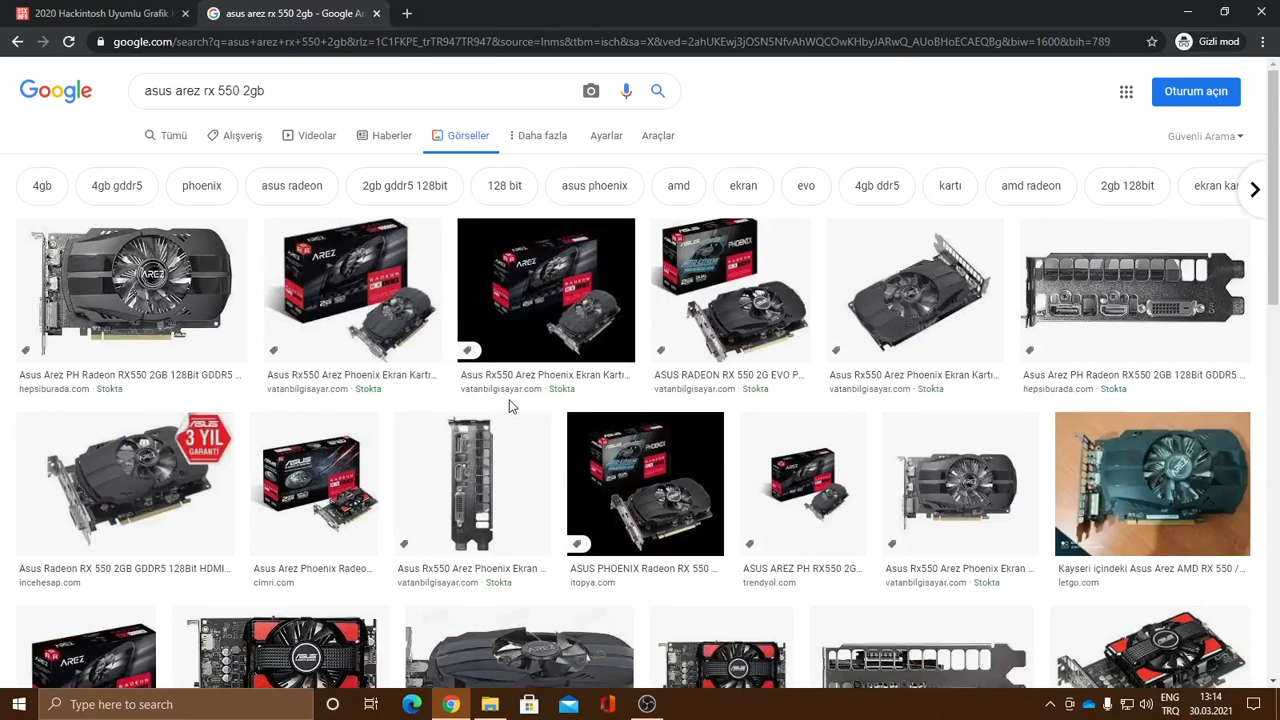 2020 Hackintosh Uyumlu Grafik K
asus arez rx 550 2gb - Google Ar
google.com/search?q=asus+arez+rx+550+2gb&rlz=1C1FKPE_trTR947TR947&source=lnms&tbm=isch&sa=X&ved=2ahUKEwj3jOSN5NfvAhWQCOwKHbyJARwQ_AUoBHoECAEQBg&biw=1600&bih=789
Gizli mod
Google
asus arez rx 550 2gb
Oturum açın
Tümü
Alışveriş
Videolar
Haberler
Görseller
Daha fazla
Ayarlar
Araçlar
Güvenli Arama
4gb
4gb gddr5
phoenix
asus radeon
2gb gddr5 128bit
128 bit
asus phoenix
amd
ekran
evo
4gb ddr5
kartı
amd radeon
2gb 128bit
ekran kar
Asus Arez PH Radeon RX550 2GB 128Bit GDDR5 ...
hepsiburada.com · Stokta
Asus Rx550 Arez Phoenix Ekran Kartı...
vatanbilgisayar.com · Stokta
Asus Rx550 Arez Phoenix Ekran Kartı...
vatanbilgisayar.com · Stokta
ASUS RADEON RX 550 2G EVO P...
vatanbilgisayar.com · Stokta
Asus Rx550 Arez Phoenix Ekran Kartı...
vatanbilgisayar.com · Stokta
Asus Arez PH Radeon RX550 2GB 128Bit GDDR5 ...
hepsiburada.com · Stokta
3 YIL
GARANTİ
Asus Radeon RX 550 2GB GDDR5 128Bit HDMI...
incehesap.com
Asus Arez Phoenix Radeo...
cimri.com
Asus Rx550 Arez Phoenix Ekran ...
vatanbilgisayar.com · Stokta
ASUS PHOENIX Radeon RX 550 ...
itopya.com
ASUS AREZ PH RX550 2G...
trendyol.com
Asus Rx550 Arez Phoenix Ekran ...
vatanbilgisayar.com · Stokta
Kayseri içindeki Asus Arez AMD RX 550 /...
letgo.com
Type here to search
ENG
TRQ
13:14
30.03.2021